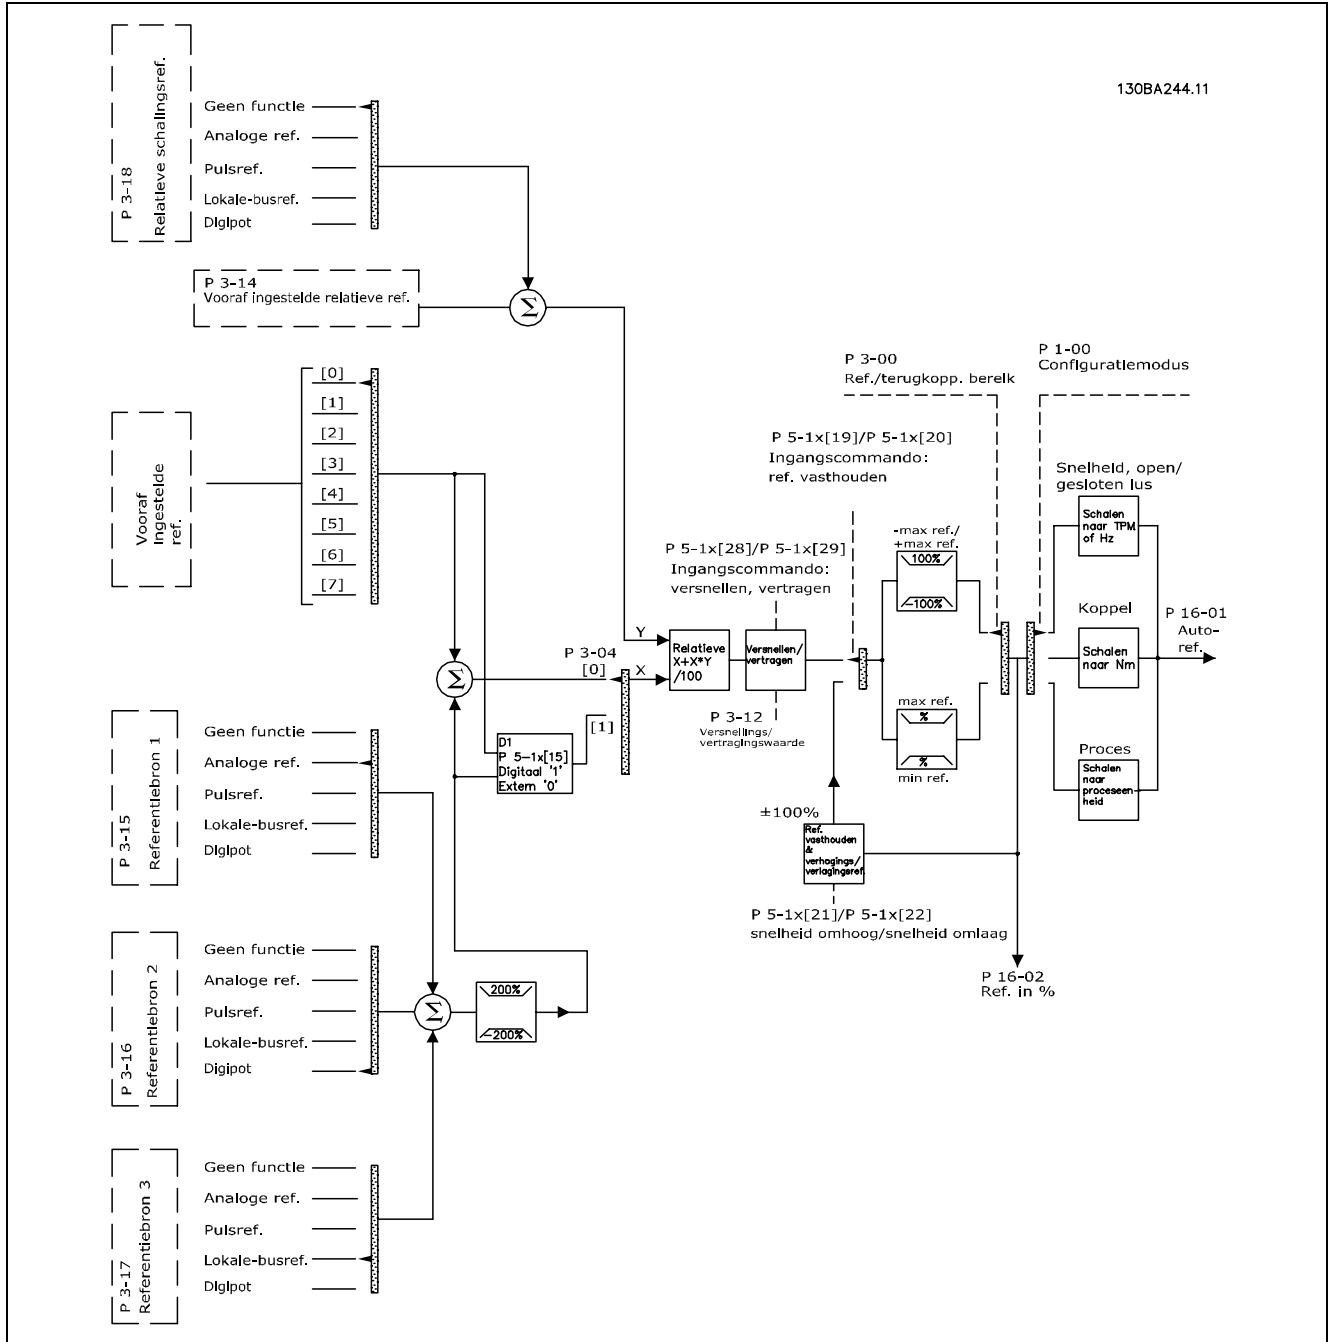 130BA244.11
P 3-18
Relatieve schalingsref.
Geen functie
Analoge ref.
Pulsref.
Lokale-busref.
Digipot
P 3-14
Vooraf ingestelde relatieve ref.
Σ
Vooraf
ingestelde
ref.
[0]
[1]
[2]
[3]
[4]
[5]
[6]
[7]
Y
X
P 3-04
[0]
[1]
Σ
D1
P 5-1x[15]
Digitaal '1'
Extern '0'
Relatieve
X+X*Y
/100
P 5-1x[28]/P 5-1x[29]
Ingangscommando:
versnellen, vertragen
Versnellen/
vertragen
P 3-12
Versnellings/
vertragingswaarde
P 5-1x[19]/P 5-1x[20]
Ingangscommando:
ref. vasthouden
P 3-00
Ref./terugkopp. bereik
P 1-00
Configuratiemodus
-max ref./
+max ref.
100%
-100%
max ref.
%
%
min ref.
Snelheid, open/
gesloten lus
Schalen
naar TPM
of Hz
Koppel
Schalen
naar Nm
Proces
Schalen
naar
proceseen-
heid
P 16-01
Auto-
ref.
±100%
Ref.
vasthouden
&
verhogings/
verlagingsref.
P 5-1x[21]/P 5-1x[22]
snelheid omhoog/snelheid omlaag
P 16-02
Ref. in %
P 3-15
Referentiebron 1
Geen functie
Analoge ref.
Pulsref.
Lokale-busref.
Digipot
P 3-16
Referentiebron 2
Geen functie
Analoge ref.
Pulsref.
Lokale-busref.
Digipot
Σ
200%
-200%
P 3-17
Referentiebron 3
Geen functie
Analoge ref.
Pulsref.
Lokale-busref.
Digipot